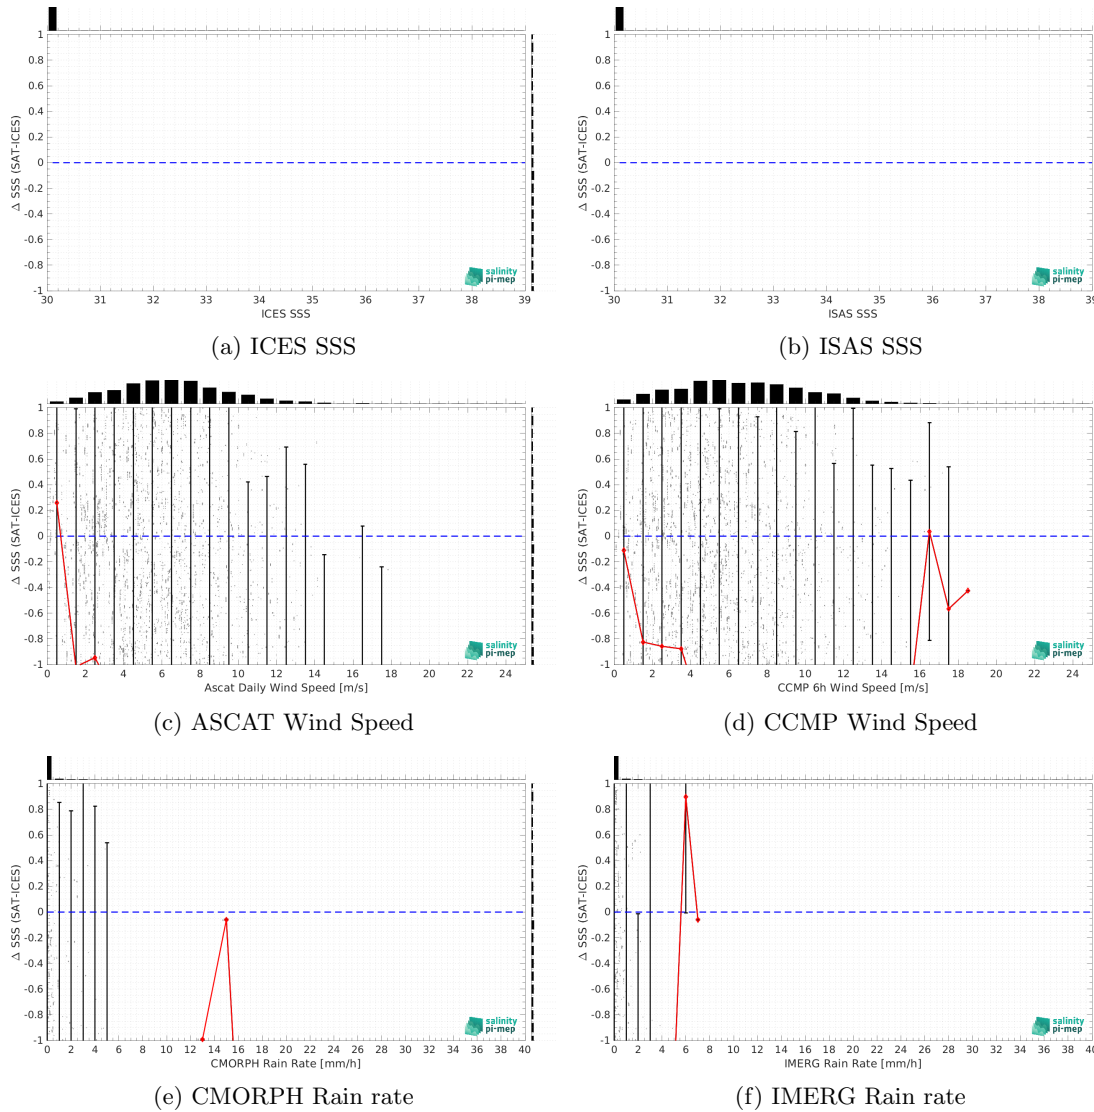 1
0.8
0.6
0.4
0.2
0
-0.2
-0.4
-0.6
-0.8
-1
Δ SSS (SAT-ICES)
salinity
pi-mep
30 31 32 33 34 35 36 37 38 39
ICES SSS
(a) ICES SSS
1
0.8
0.6
0.4
0.2
0
-0.2
-0.4
-0.6
-0.8
-1
Δ SSS (SAT-ICES)
salinity
pi-mep
30 31 32 33 34 35 36 37 38 39
ISAS SSS
(b) ISAS SSS
1
0.8
0.6
0.4
0.2
0
-0.2
-0.4
-0.6
-0.8
-1
Δ SSS (SAT-ICES)
salinity
pi-mep
0 2 4 6 8 10 12 14 16 18 20 22 24
Ascat Daily Wind Speed [m/s]
(c) ASCAT Wind Speed
1
0.8
0.6
0.4
0.2
0
-0.2
-0.4
-0.6
-0.8
-1
Δ SSS (SAT-ICES)
salinity
pi-mep
0 2 4 6 8 10 12 14 16 18 20 22 24
CCMP 6h Wind Speed [m/s]
(d) CCMP Wind Speed
1
0.8
0.6
0.4
0.2
0
-0.2
-0.4
-0.6
-0.8
-1
Δ SSS (SAT-ICES)
salinity
pi-mep
0 2 4 6 8 10 12 14 16 18 20 22 24 26 28 30 32 34 36 38 40
CMORPH Rain Rate [mm/h]
(e) CMORPH Rain rate
1
0.8
0.6
0.4
0.2
0
-0.2
-0.4
-0.6
-0.8
-1
Δ SSS (SAT-ICES)
salinity
pi-mep
0 2 4 6 8 10 12 14 16 18 20 22 24 26 28 30 32 34 36 38 40
IMERG Rain Rate [mm/h]
(f) IMERG Rain rate